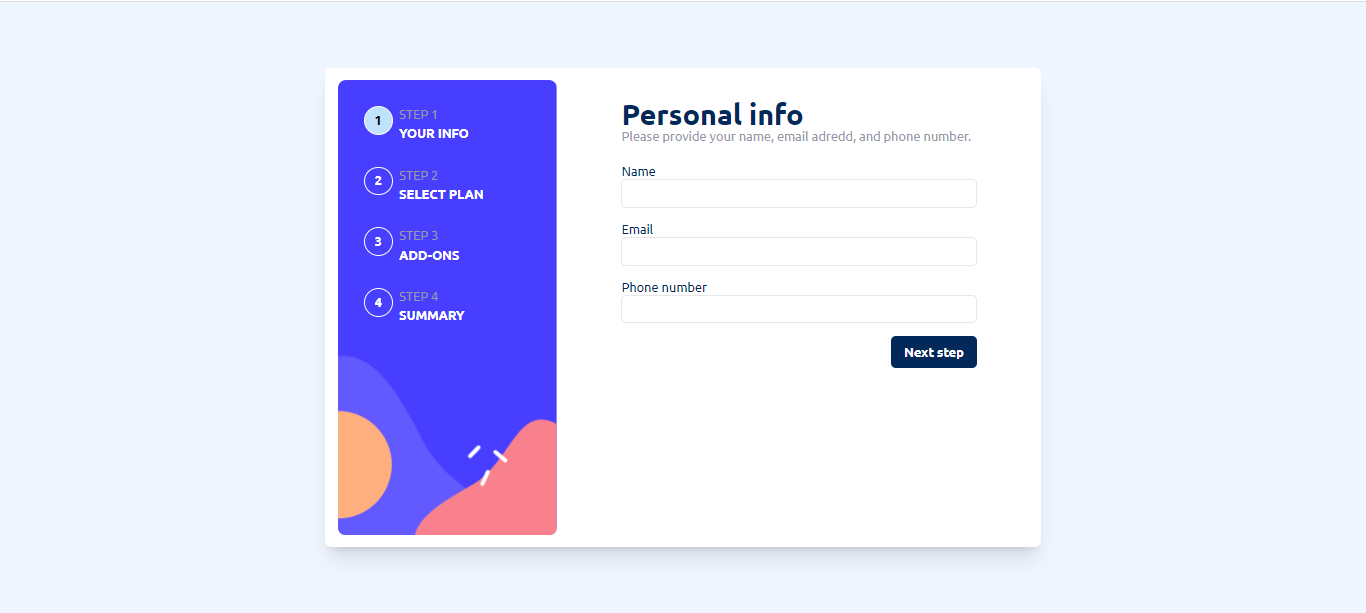 1
STEP 1
YOUR INFO
2
STEP 2
SELECT PLAN
3
STEP 3
ADD-ONS
4
STEP 4
SUMMARY
Personal info
Please provide your name, email adredd, and phone number.
Name
Email
Phone number
Next step